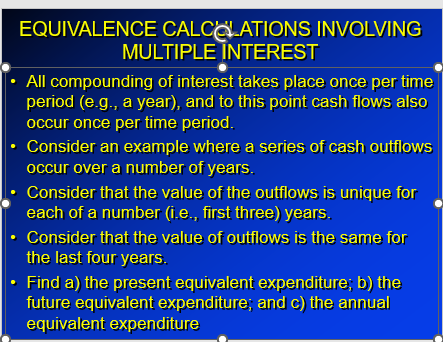 EQUIVALENCE CALCULATIONS INVOLVING
MULTIPLE INTEREST
• All compounding of interest takes place once per time
period (e.g., a year), and to this point cash flows also
occur once per time period.
• Consider an example where a series of cash outflows
occur over a number of years.
• Consider that the value of the outflows is unique for
each of a number (i.e., first three) years.
• Consider that the value of outflows is the same for
the last four years.
• Find a) the present equivalent expenditure; b) the
future equivalent expenditure; and c) the annual
equivalent expenditure